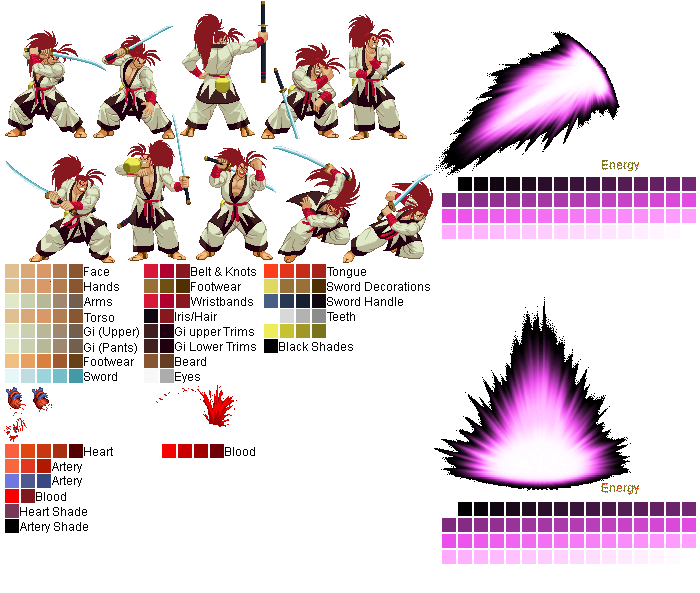 Energy
Face
Hands
Arms
Torso
Gi (Upper)
Gi (Pants)
Footwear
Sword
Belt & Knots
Footwear
Wristbands
Iris/Hair
Gi upper Trims
Gi Lower Trims
Beard
Eyes
Tongue
Sword Decorations
Sword Handle
Teeth
Black Shades
Heart
Artery
Artery
Blood
Heart Shade
Artery Shade
Blood
Energy